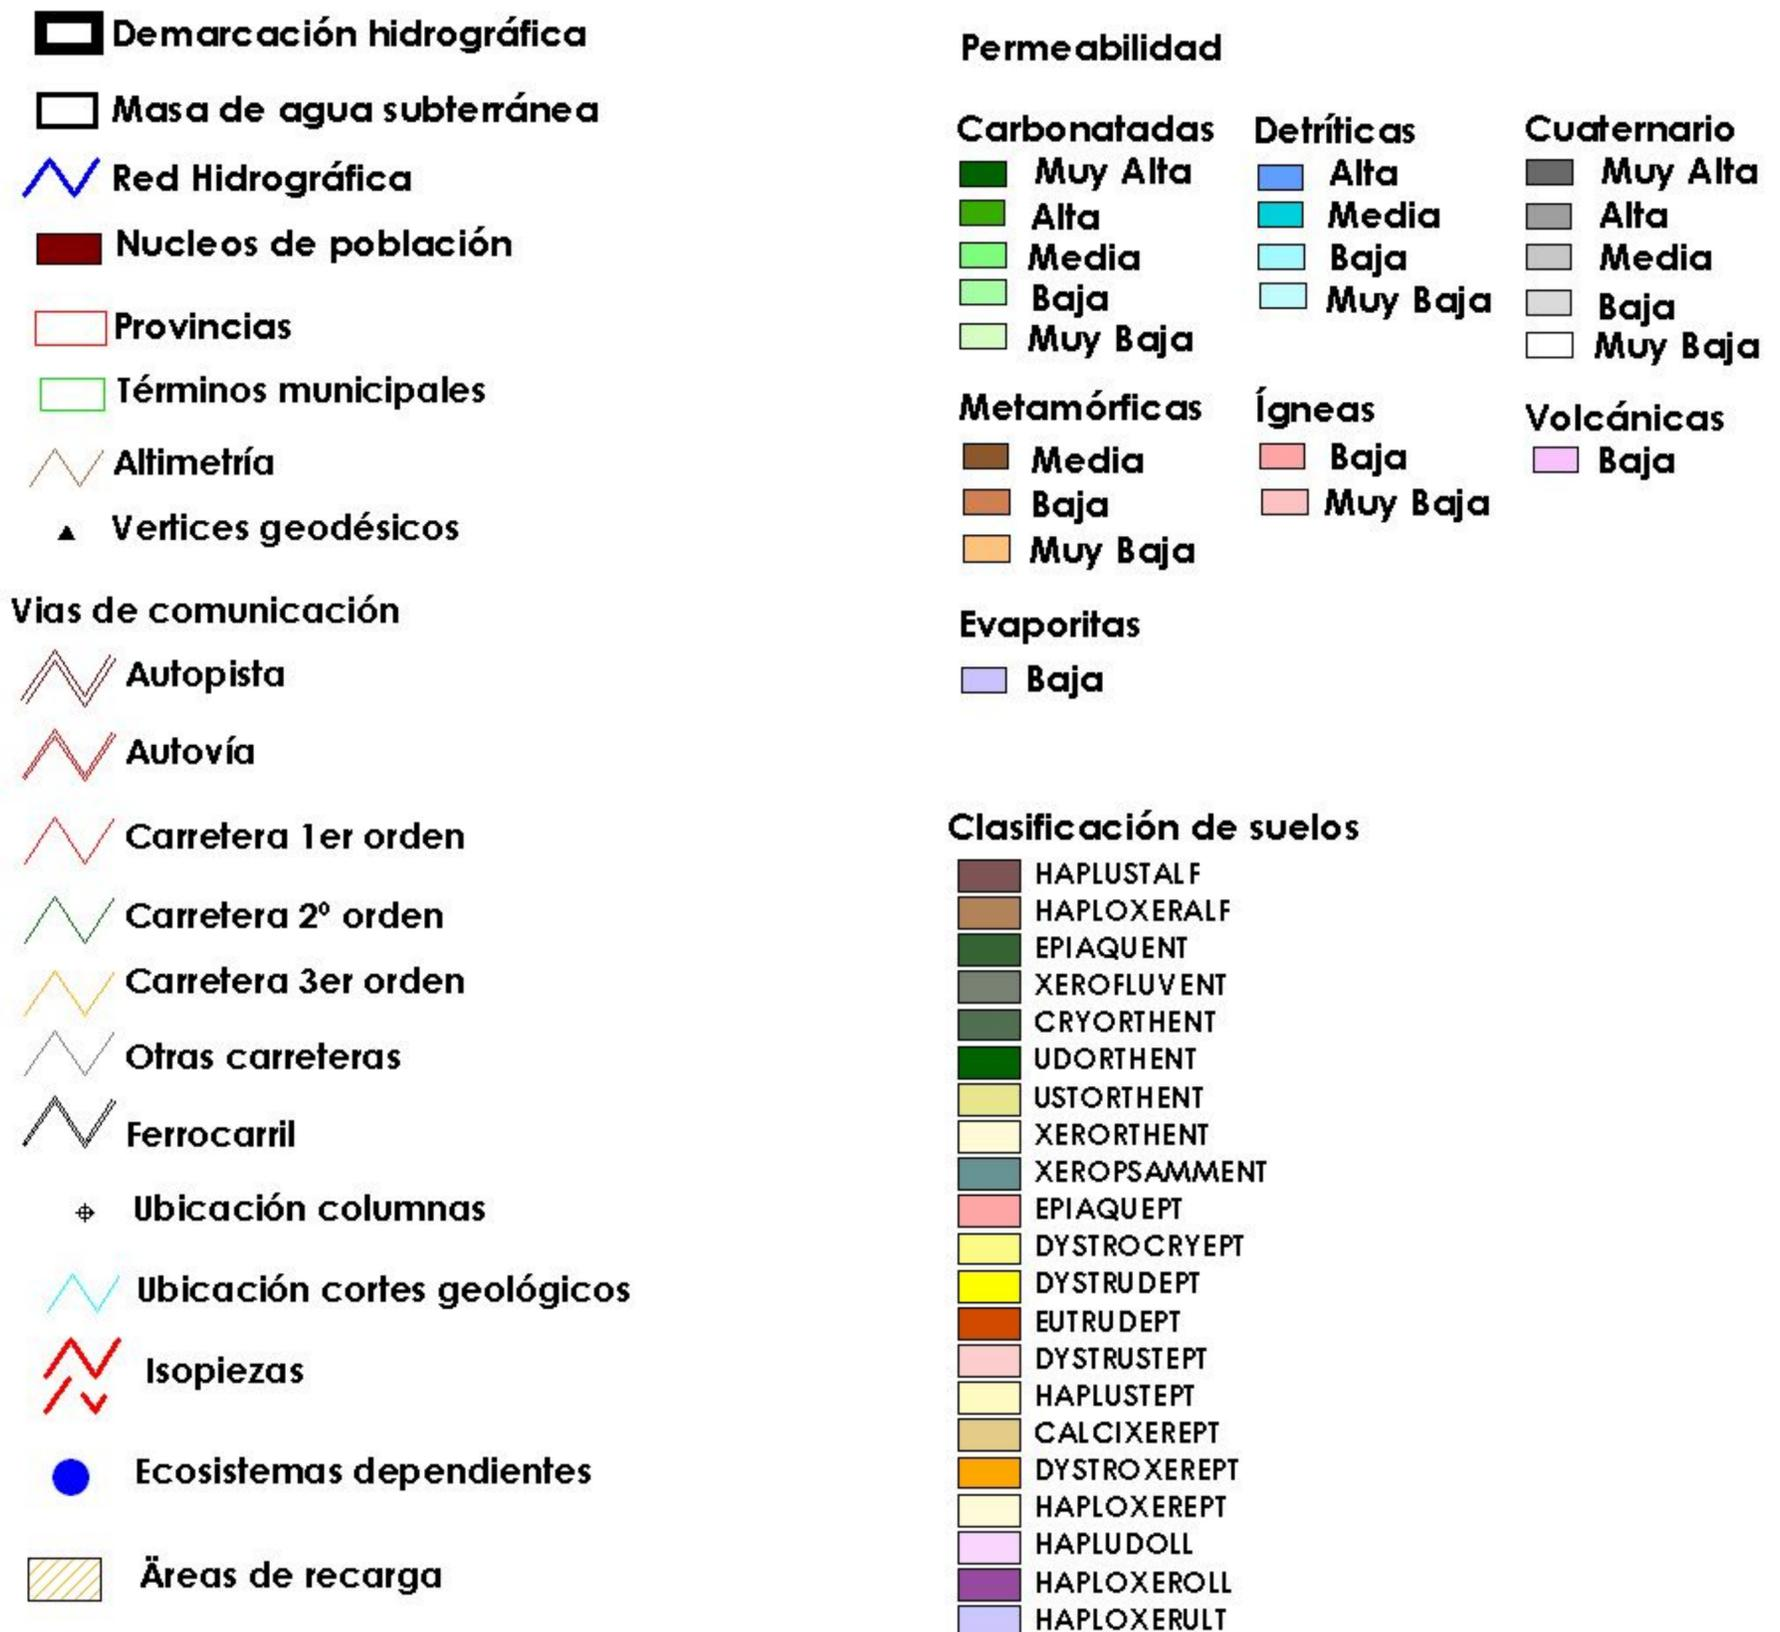 Demarcación hidrográfica
Masa de agua subterránea
Red Hidrográfica
Nucleos de población
Provincias
Términos municipales
Altimetría
Vertices geodésicos
Vias de comunicación
Autopista
Autovía
Carretera 1er orden
Carretera 2º orden
Carretera 3er orden
Otras carreteras
Ferrocarril
Ubicación columnas
Ubicación cortes geológicos
Isopiezas
Ecosistemas dependientes
Äreas de recarga
Permeabilidad
Carbonatadas
Muy Alta
Alta
Media
Baja
Muy Baja
Detríticas
Alta
Media
Baja
Muy Baja
Cuaternario
Muy Alta
Alta
Media
Baja
Muy Baja
Metamórficas
Media
Baja
Muy Baja
Ígneas
Baja
Muy Baja
Volcánicas
Baja
Evaporitas
Baja
Clasificación de suelos
HAPLUSTALF
HAPLOXERALF
EPIAQUENT
XEROFLUVENT
CRYORTHENT
UDORTHENT
USTORTHENT
XERORTHENT
XEROPSAMMENT
EPIAQUEPT
DYSTROCRYEPT
DYSTRUDEPT
EUTRUDEPT
DYSTRUSTEPT
HAPLUSTEPT
CALCIXEREPT
DYSTROXEREPT
HAPLOXEREPT
HAPLUDOLL
HAPLOXEROLL
HAPLOXERULT